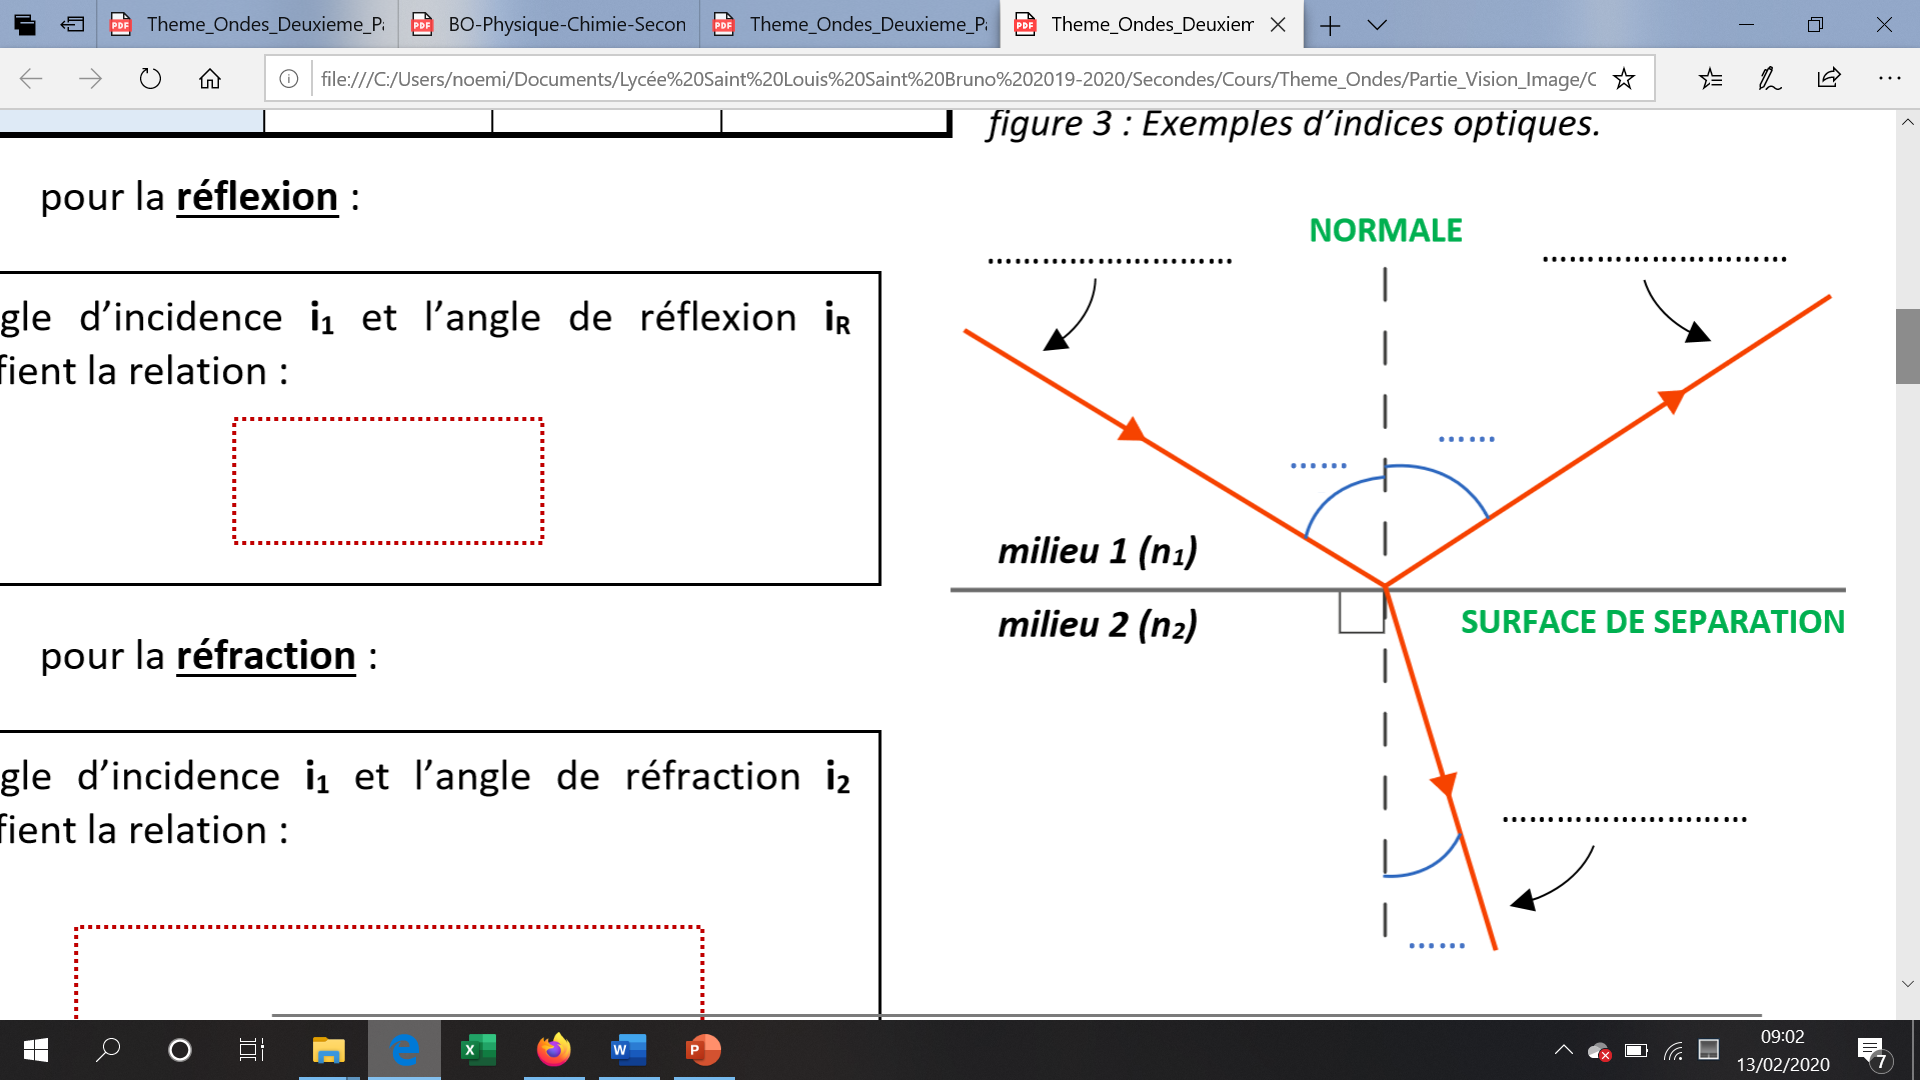 Theme_Ondes_Deuxieme_Pa
BO-Physique-Chimie-Secon
Theme_Ondes_Deuxieme_Pa
Theme_Ondes_Deuxiem
file:///C:/Users/noemi/Documents/Lycée%20Saint%20Louis%20Saint%20Bruno%202019-2020/Secondes/Cours/Theme_Ondes/Partie_Vision_Image/C
figure 3 : Exemples d’indices optiques.
pour la réflexion :
gle d’incidence i1 et l’angle de réflexion iR
fient la relation :
pour la réfraction :
gle d’incidence i1 et l’angle de réfraction i2
fient la relation :
NORMALE
...........................
...........................
......
......
milieu 1 (n1)
milieu 2 (n2)
SURFACE DE SEPARATION
...........................
......
09:02
13/02/2020
7